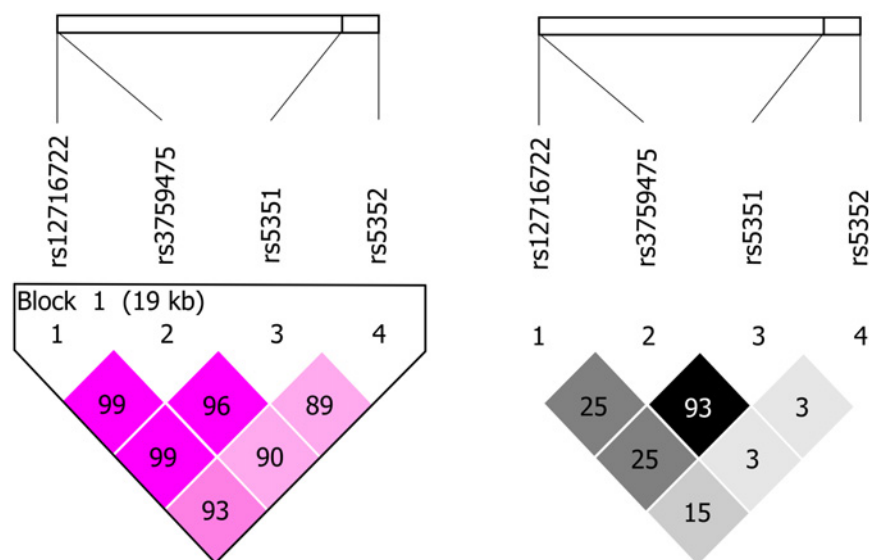 rs12716722
rs3759475
rs5351
rs5352
Block 1 (19 kb)
1 2 3 4
99 96 89
99 90
93
rs12716722
rs3759475
rs5351
rs5352
1 2 3 4
25 93 3
25 3
15